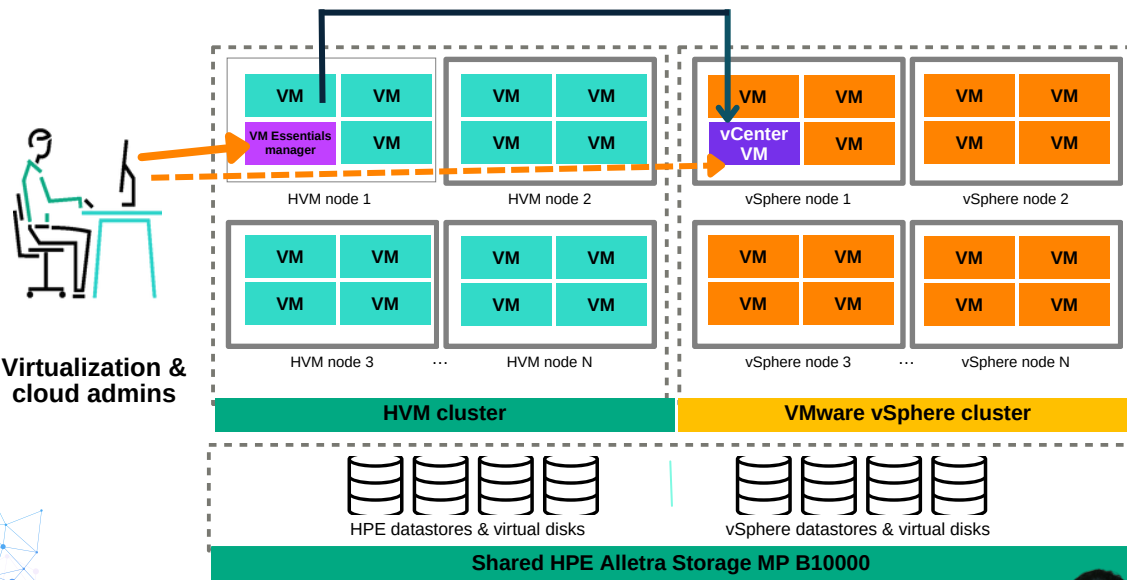 VM VM VM VM VM VM VM VM
VM Essentials
manager
VM VM VM
vCenter
VM
VM VM VM
HVM node 1 HVM node 2 vSphere node 1 vSphere node 2
VM VM VM VM VM VM VM VM
VM VM VM VM VM VM VM VM
HVM node 3 ... HVM node N vSphere node 3 ... vSphere node N
Virtualization &
cloud admins
HVM cluster VMware vSphere cluster
HPE datastores & virtual disks vSphere datastores & virtual disks
Shared HPE Alletra Storage MP B10000